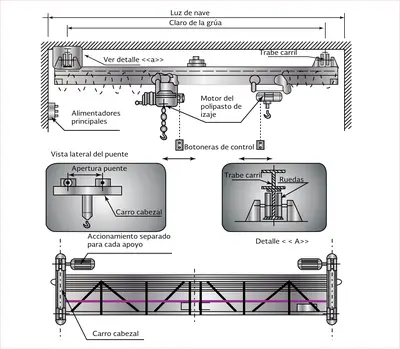 Luz de nave
Claro de la grúa
Ver detalle <<a>>
Trabe carril
Alimentadores
principales
Motor del
polipasto de
izaje
Botoneras de control
Vista lateral del puente
Apertura puente
Carro cabezal
Trabe carril
Ruedas
Detalle < < A>>
Accionamiento separado
para cada apoyo
Carro cabezal